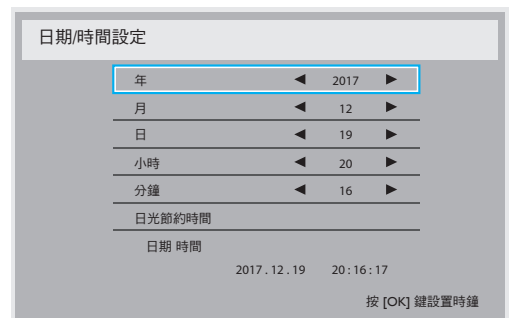 日期/時間設定
年 ◀ 2017 ▶
月 ◀ 12 ▶
日 ◀ 19 ▶
小時 ◀ 20 ▶
分鐘 ◀ 16 ▶
日光節約時間
日期 時間
2017 . 12 . 19 20 : 16 : 17
按 [OK] 鍵設置時鐘